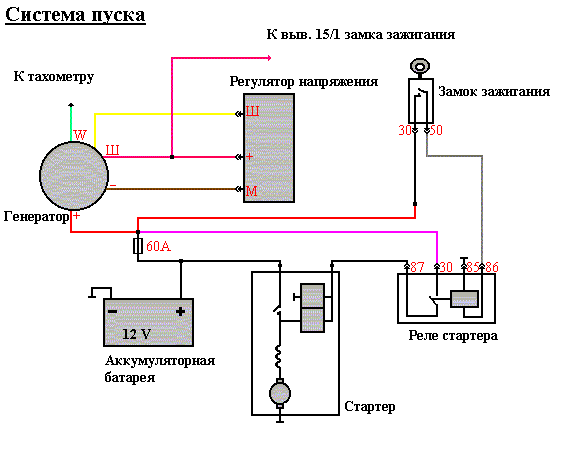 Система пуска
К выв. 15/1 замка зажигания
К тахометру
Регулятор напряжения
Замок зажигания
W
Ш
Ш
30
50
+
−
М
Генератор
+
60А
87
30
85
86
− +
12 V
Реле стартера
Аккумуляторная
батарея
Стартер